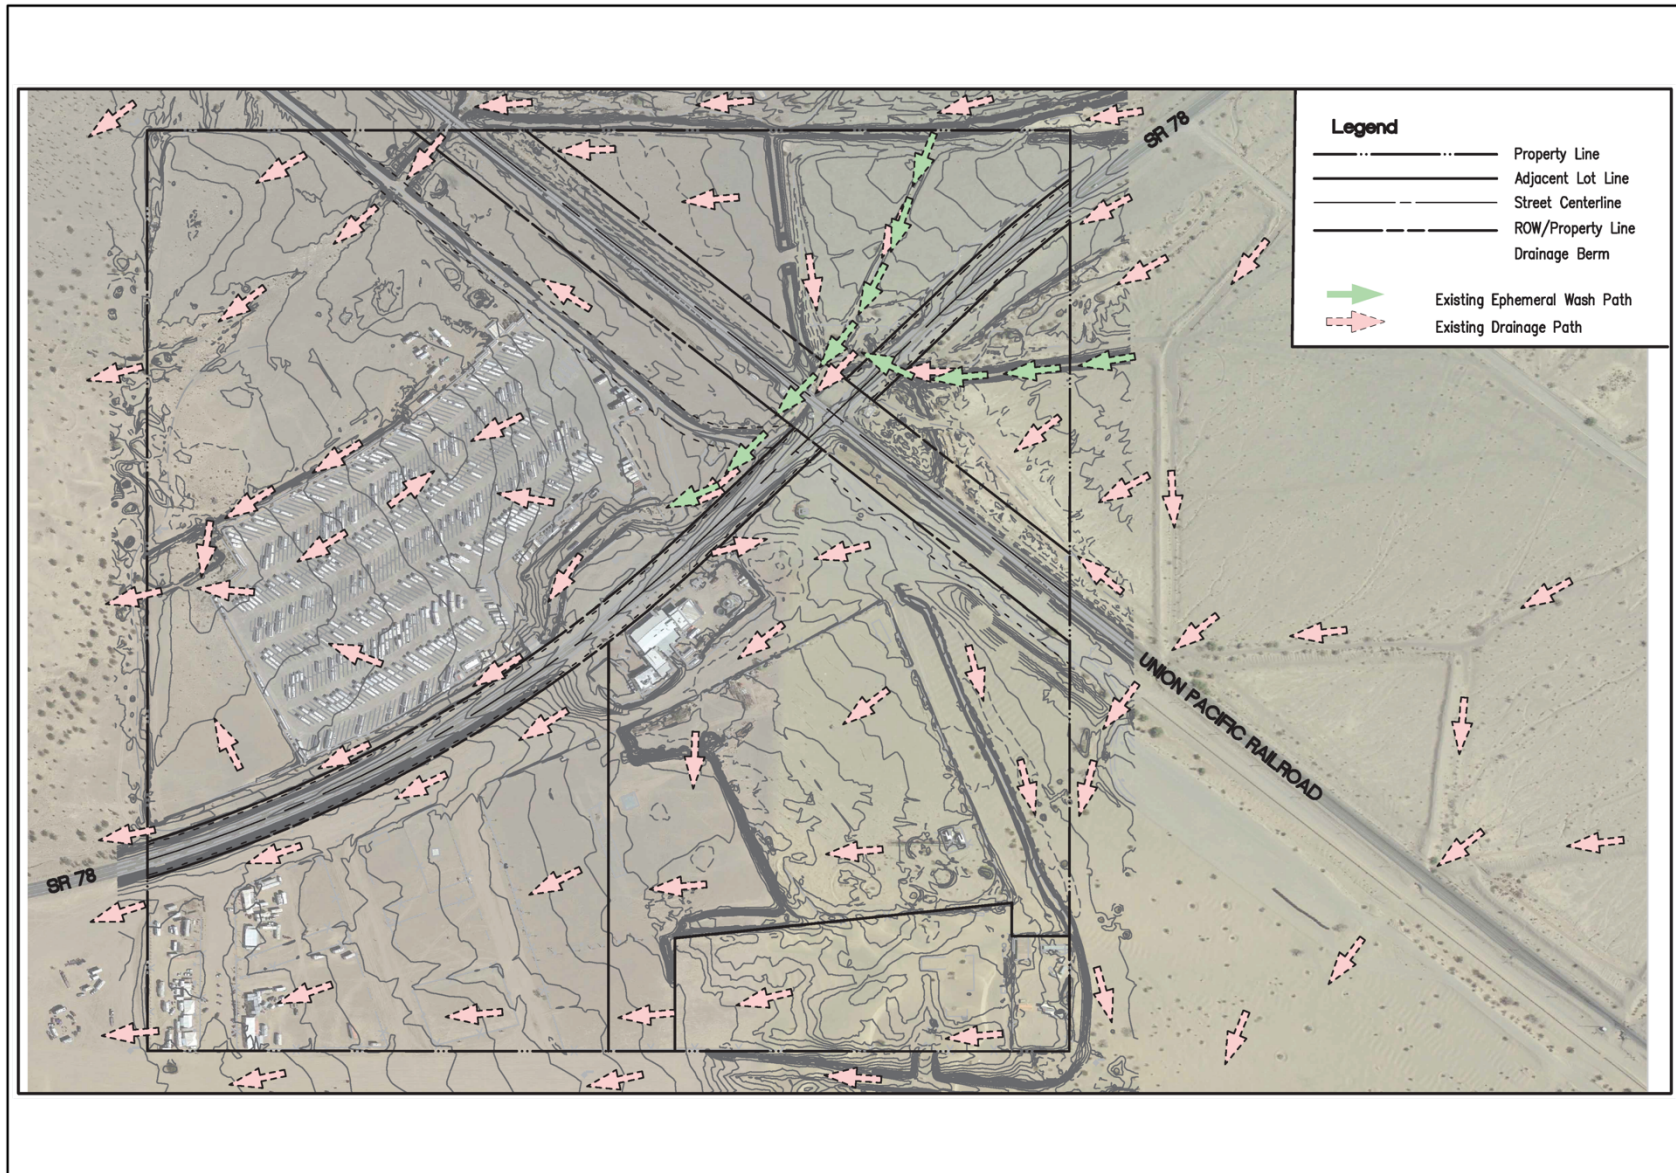 SR 78
Legend
Property Line
Adjacent Lot Line
Street Centerline
ROW/Property Line
Drainage Berm
Existing Ephemeral Wash Path
Existing Drainage Path
UNION PACIFIC RAILROAD
SR 78